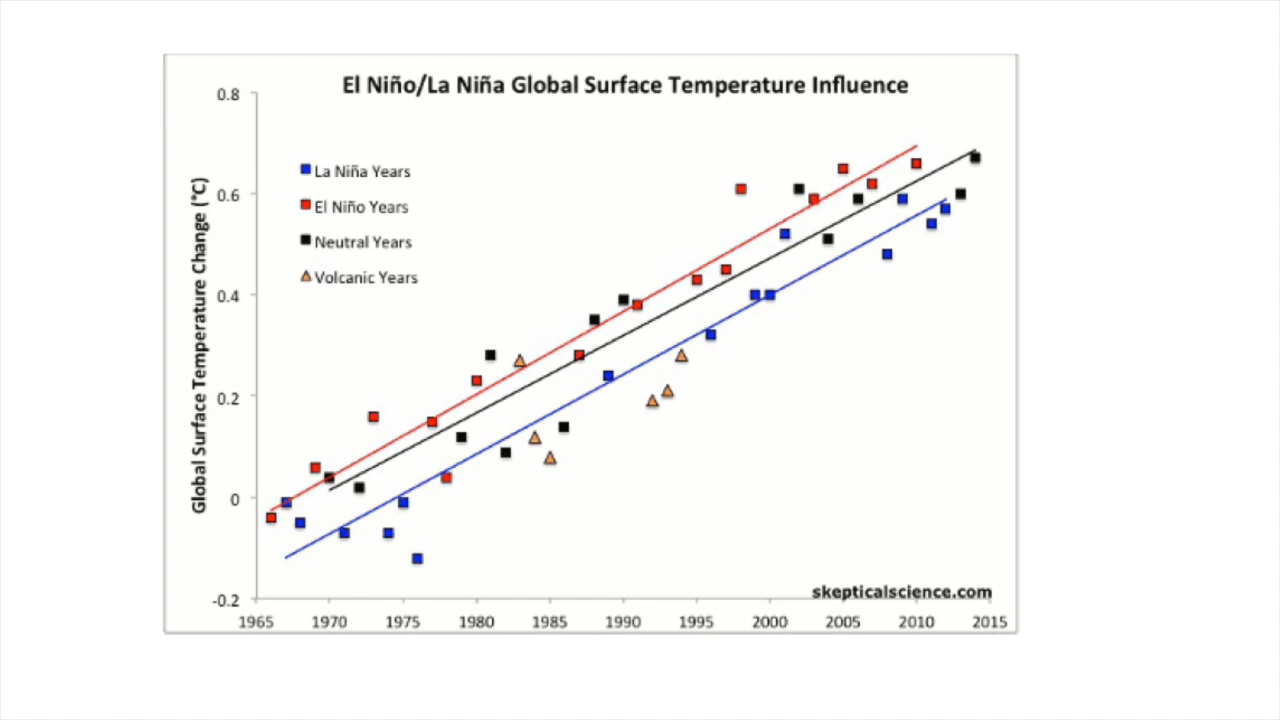 El Niño/La Niña Global Surface Temperature Influence
Global Surface Temperature Change (°C)
0.8
0.6
0.4
0.2
0
-0.2
La Niña Years
El Niño Years
Neutral Years
Volcanic Years
skepticalscience.com
1965 1970 1975 1980 1985 1990 1995 2000 2005 2010 2015